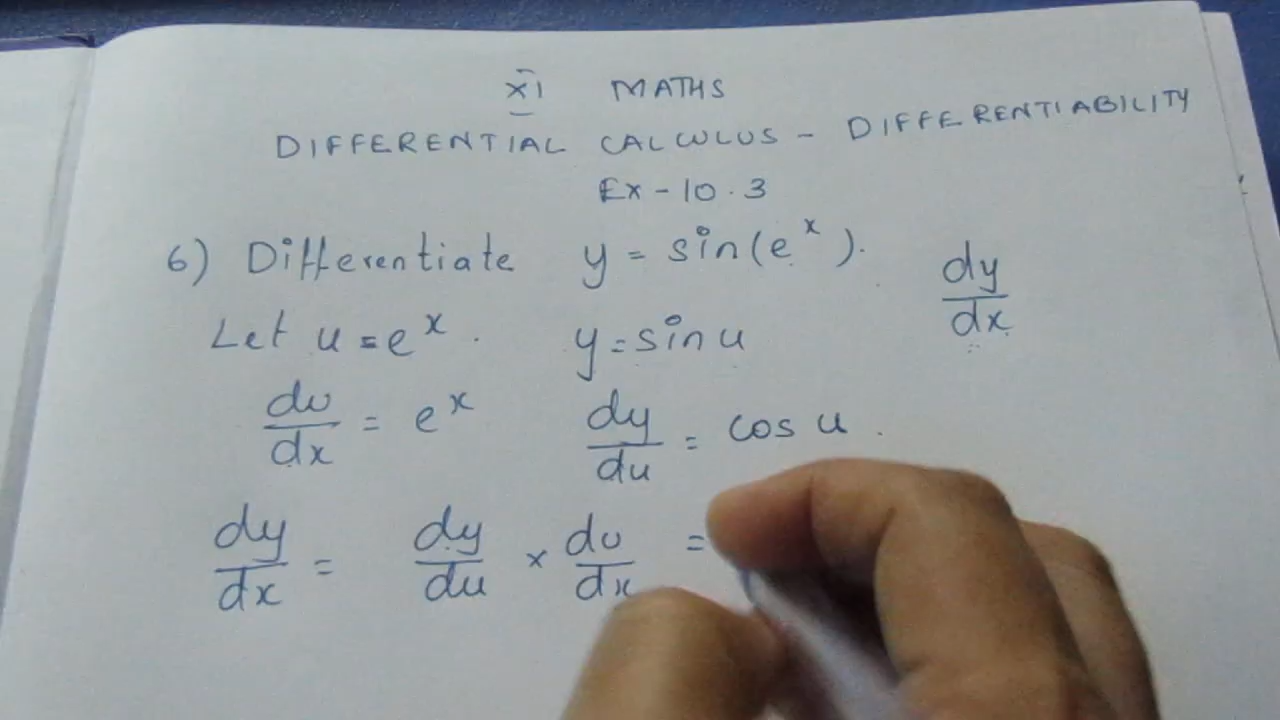 XI MATHS
DIFFERENTIAL CALCULUS - DIFFERENTIABILITY
Ex - 10.3
6) Differentiate y = sin(e^x). dy/dx
Let u = e^x. y = sin u
du/dx = e^x dy/du = cos u.
dy/dx = dy/du × du/dx =